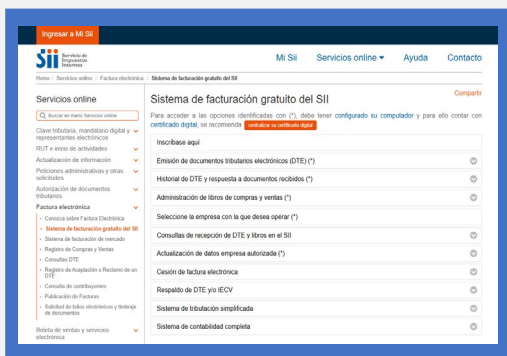 Ingresar a Mi Sii
Sii Servicio de
Impuestos
Internos
Mi Sii Servicios online Ayuda Contacto
Home / Servicios online / Factura electrónica / Sistema de facturación gratuito del SII
Servicios online
Buscar en menú Servicios online
Clave tributaria, mandatario digital y
representantes electrónicos
RUT e inicio de actividades
Actualización de información
Peticiones administrativas y otras
solicitudes
Autorización de documentos
tributarios
Factura electrónica
Conozca sobre Factura Electrónica
Sistema de facturación gratuito del SII
Sistema de facturación de mercado
Registro de Compras y Ventas
Consultas DTE
Registro de Aceptación o Reclamo de un
DTE
Consulta de contribuyentes
Publicación de Facturas
Solicitud de folios electrónicos y timbraje
de documentos
Boleta de ventas y servicios
electrónica
Compartir
Sistema de facturación gratuito del SII
Para acceder a las opciones identificadas con (*), debe tener configurado su computador y para ello contar con
certificado digital, se recomienda centralizar su certificado digital
Inscríbase aquí
Emisión de documentos tributarios electrónicos (DTE) (*)
Historial de DTE y respuesta a documentos recibidos (*)
Administración de libros de compras y ventas (*)
Seleccione la empresa con la que desea operar (*)
Consultas de recepción de DTE y libros en el SII
Actualización de datos empresa autorizada (*)
Cesión de factura electrónica
Respaldo de DTE y/o IECV
Sistema de tributación simplificada
Sistema de contabilidad completa